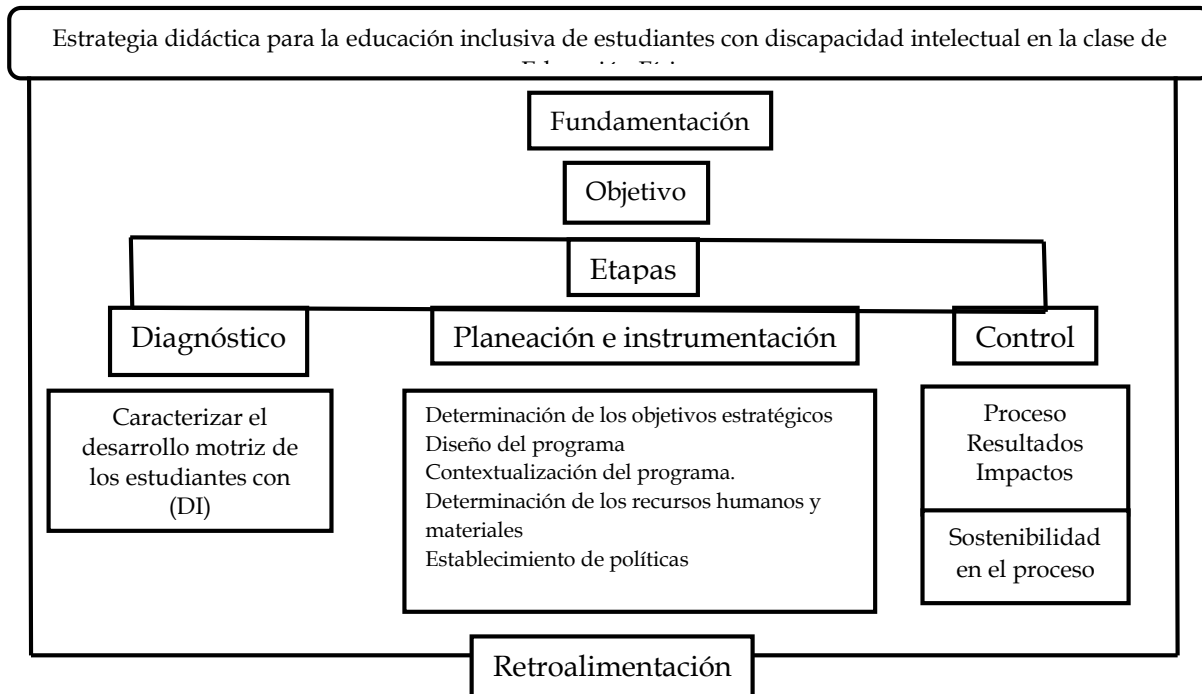 Estrategia didáctica para la educación inclusiva de estudiantes con discapacidad intelectual en la clase de
Fundamentación
Objetivo
Etapas
Diagnóstico
Planeación e instrumentación
Control
Caracterizar el
desarrollo motriz de
los estudiantes con
(DI)
Determinación de los objetivos estratégicos
Diseño del programa
Contextualización del programa.
Determinación de los recursos humanos y
materiales
Establecimiento de políticas
Proceso
Resultados
Impactos
Sostenibilidad
en el proceso
Retroalimentación